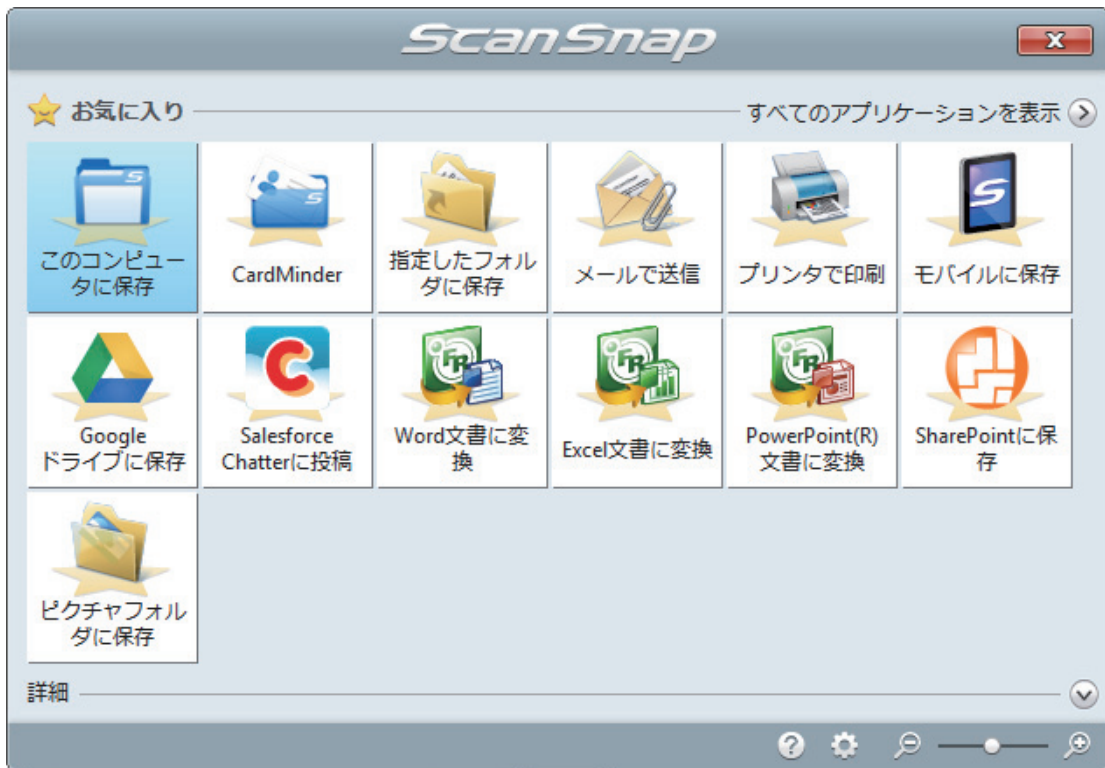 ScanSnap
お気に入り
すべてのアプリケーションを表示
このコンピュー
タに保存
CardMinder
指定したフォル
ダに保存
メールで送信
プリンタで印刷
モバイルに保存
Google
ドライブに保存
Salesforce
Chatterに投稿
Word文書に変
換
Excel文書に変換
PowerPoint(R)
文書に変換
SharePointに保
存
ピクチャフォル
ダに保存
詳細